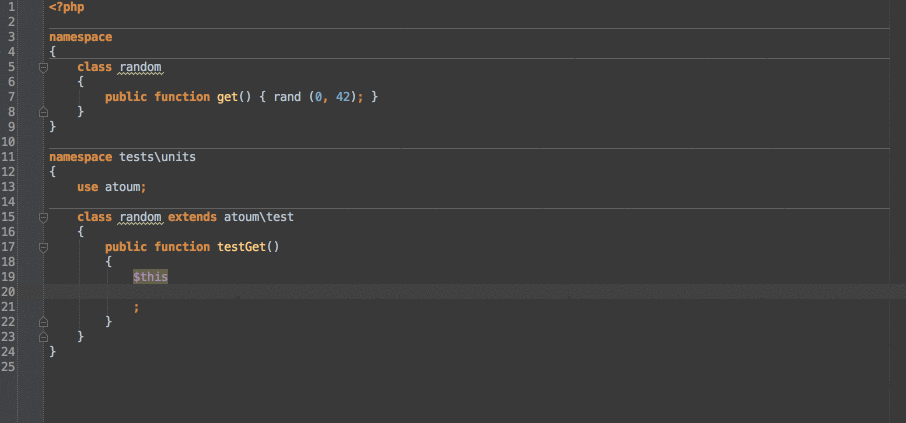 1 <?php
2
3 namespace
4 {
5     class random
6     {
7         public function get() { rand (0, 42); }
8     }
9 }
10
11 namespace tests\units
12 {
13     use atoum;
14
15     class random extends atoum\test
16     {
17         public function testGet()
18         {
19             $this
20
21             ;
22         }
23     }
24 }
25